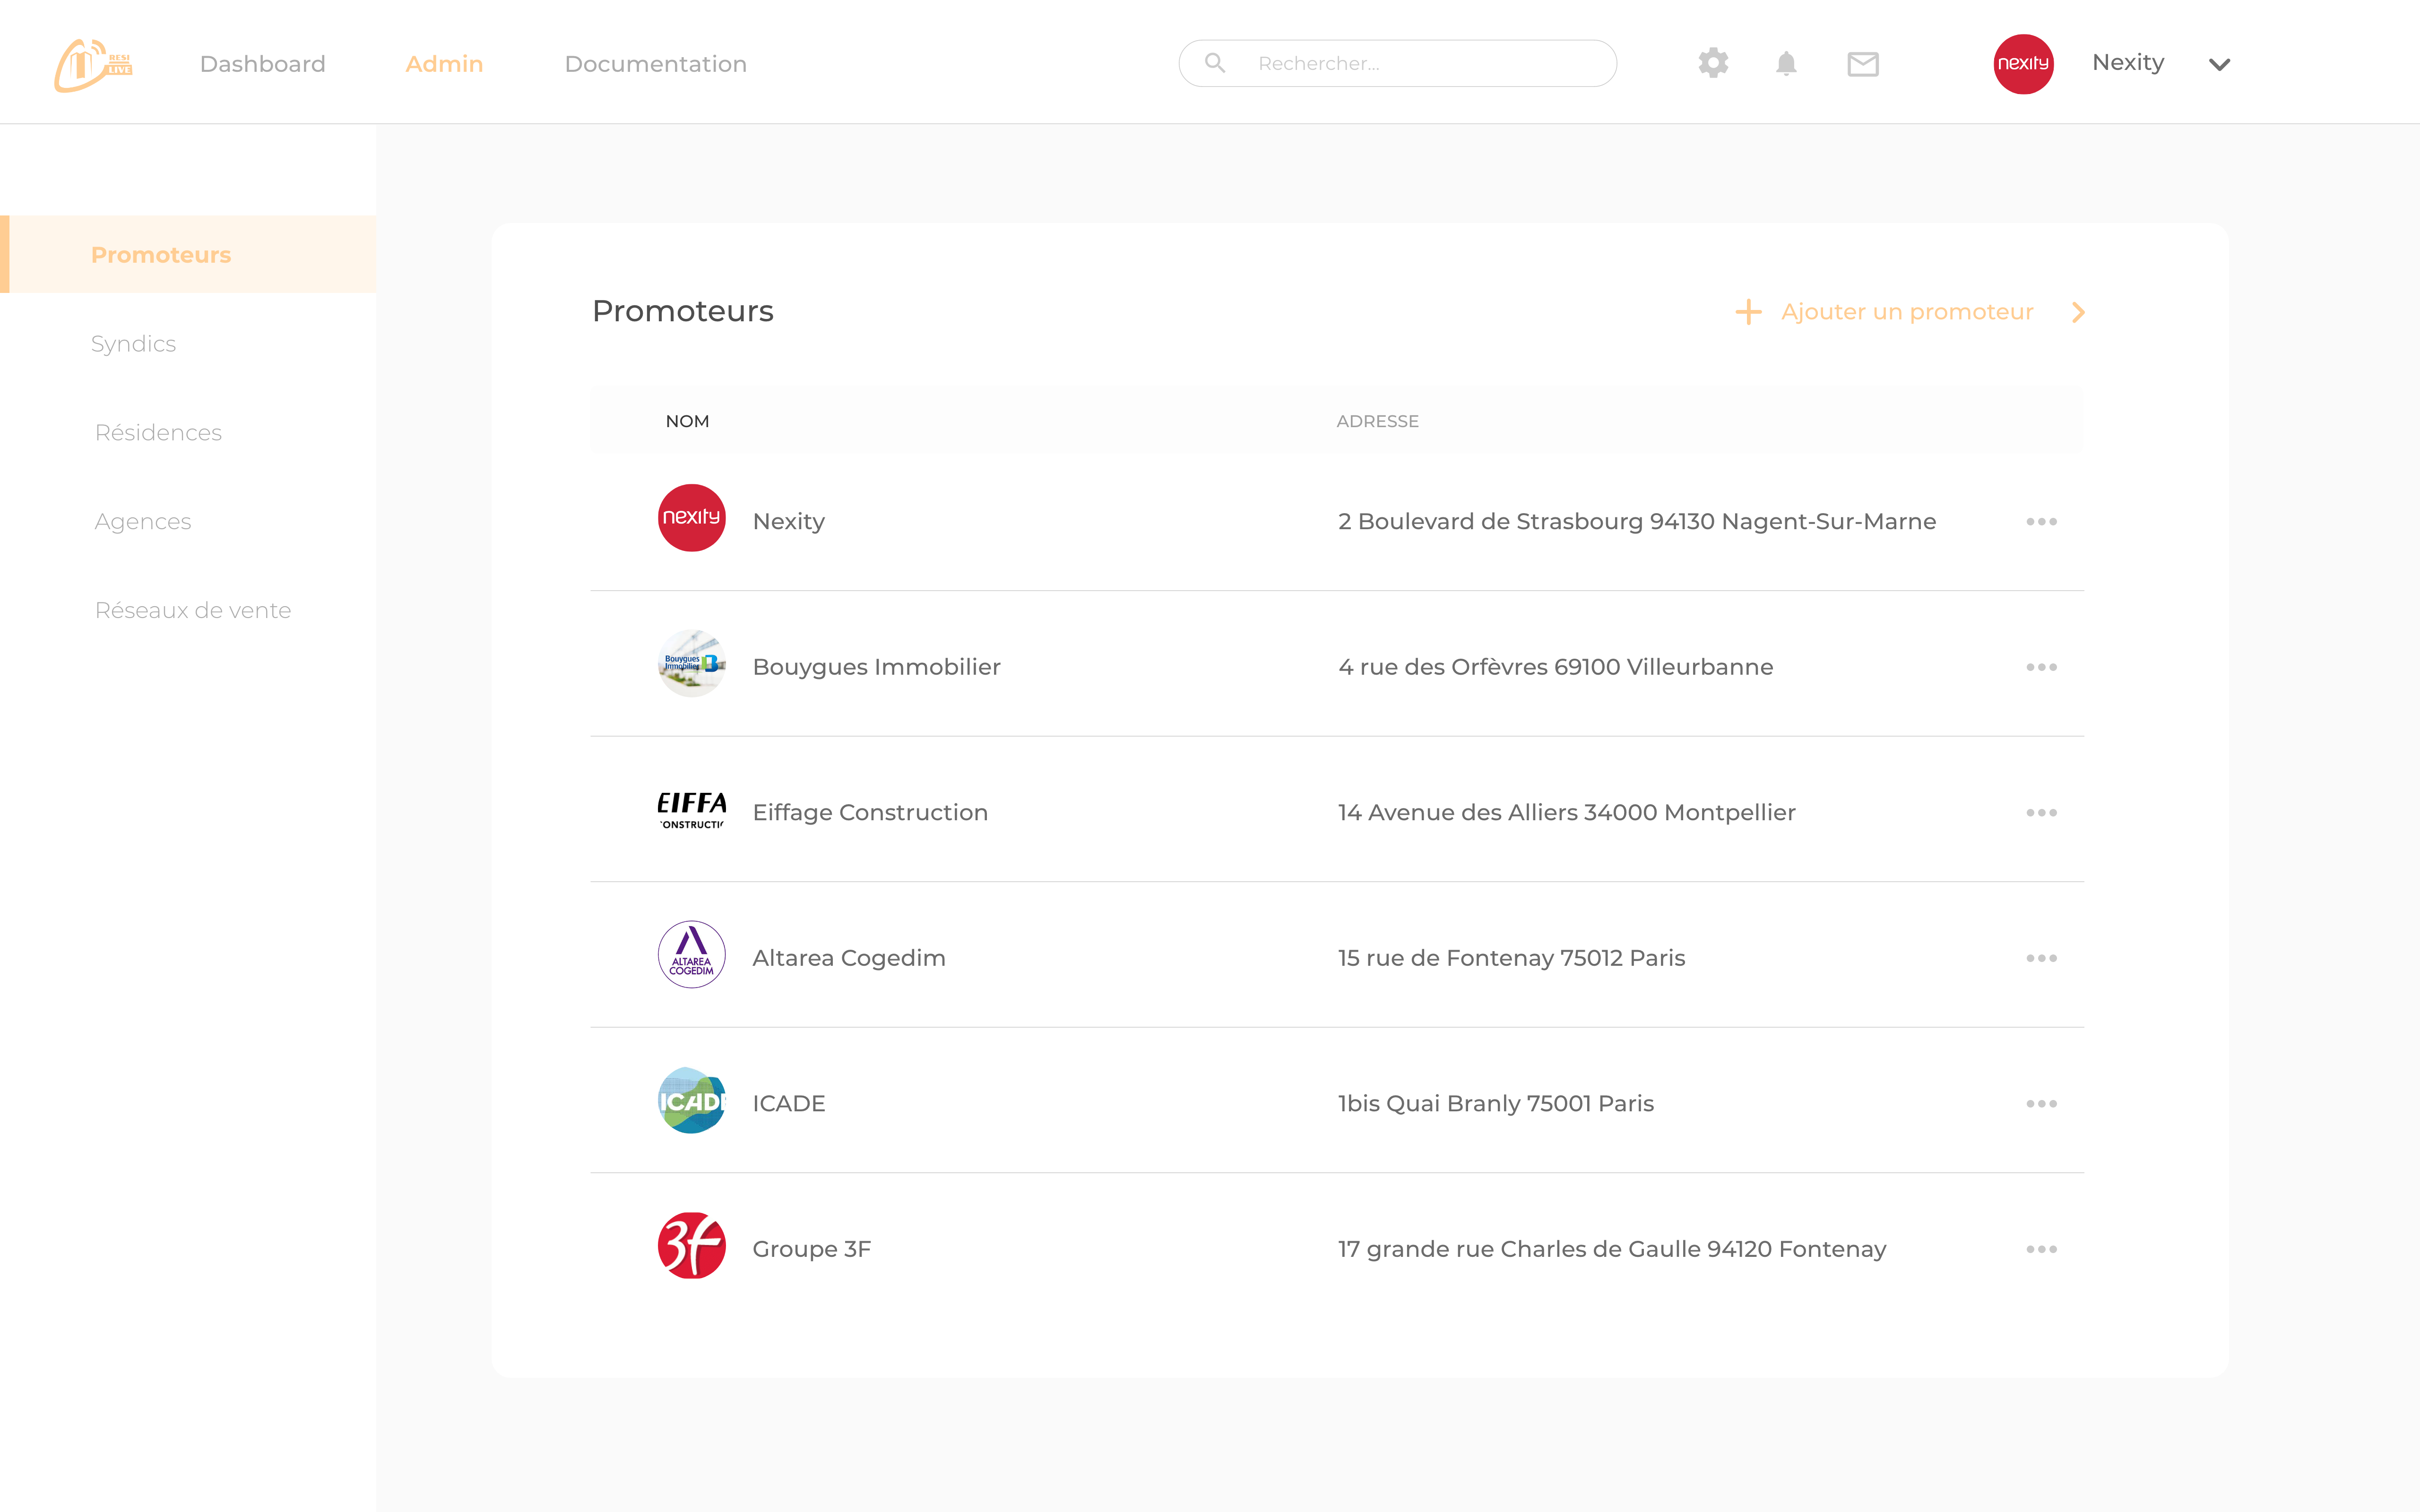 RESI
LIVE
Dashboard
Admin
Documentation
Rechercher...
nexity
Nexity
Promoteurs
Syndics
Résidences
Agences
Réseaux de vente
Promoteurs
Ajouter un promoteur
NOM
ADRESSE
nexity
Nexity
2 Boulevard de Strasbourg 94130 Nagent-Sur-Marne
Bouygues
Immobilier
Bouygues Immobilier
4 rue des Orfèvres 69100 Villeurbanne
EIFFA
ONSTRUCTI
Eiffage Construction
14 Avenue des Alliers 34000 Montpellier
ALTAREA
COGEDIM
Altarea Cogedim
15 rue de Fontenay 75012 Paris
ICADE
ICADE
1bis Quai Branly 75001 Paris
3F
Groupe 3F
17 grande rue Charles de Gaulle 94120 Fontenay